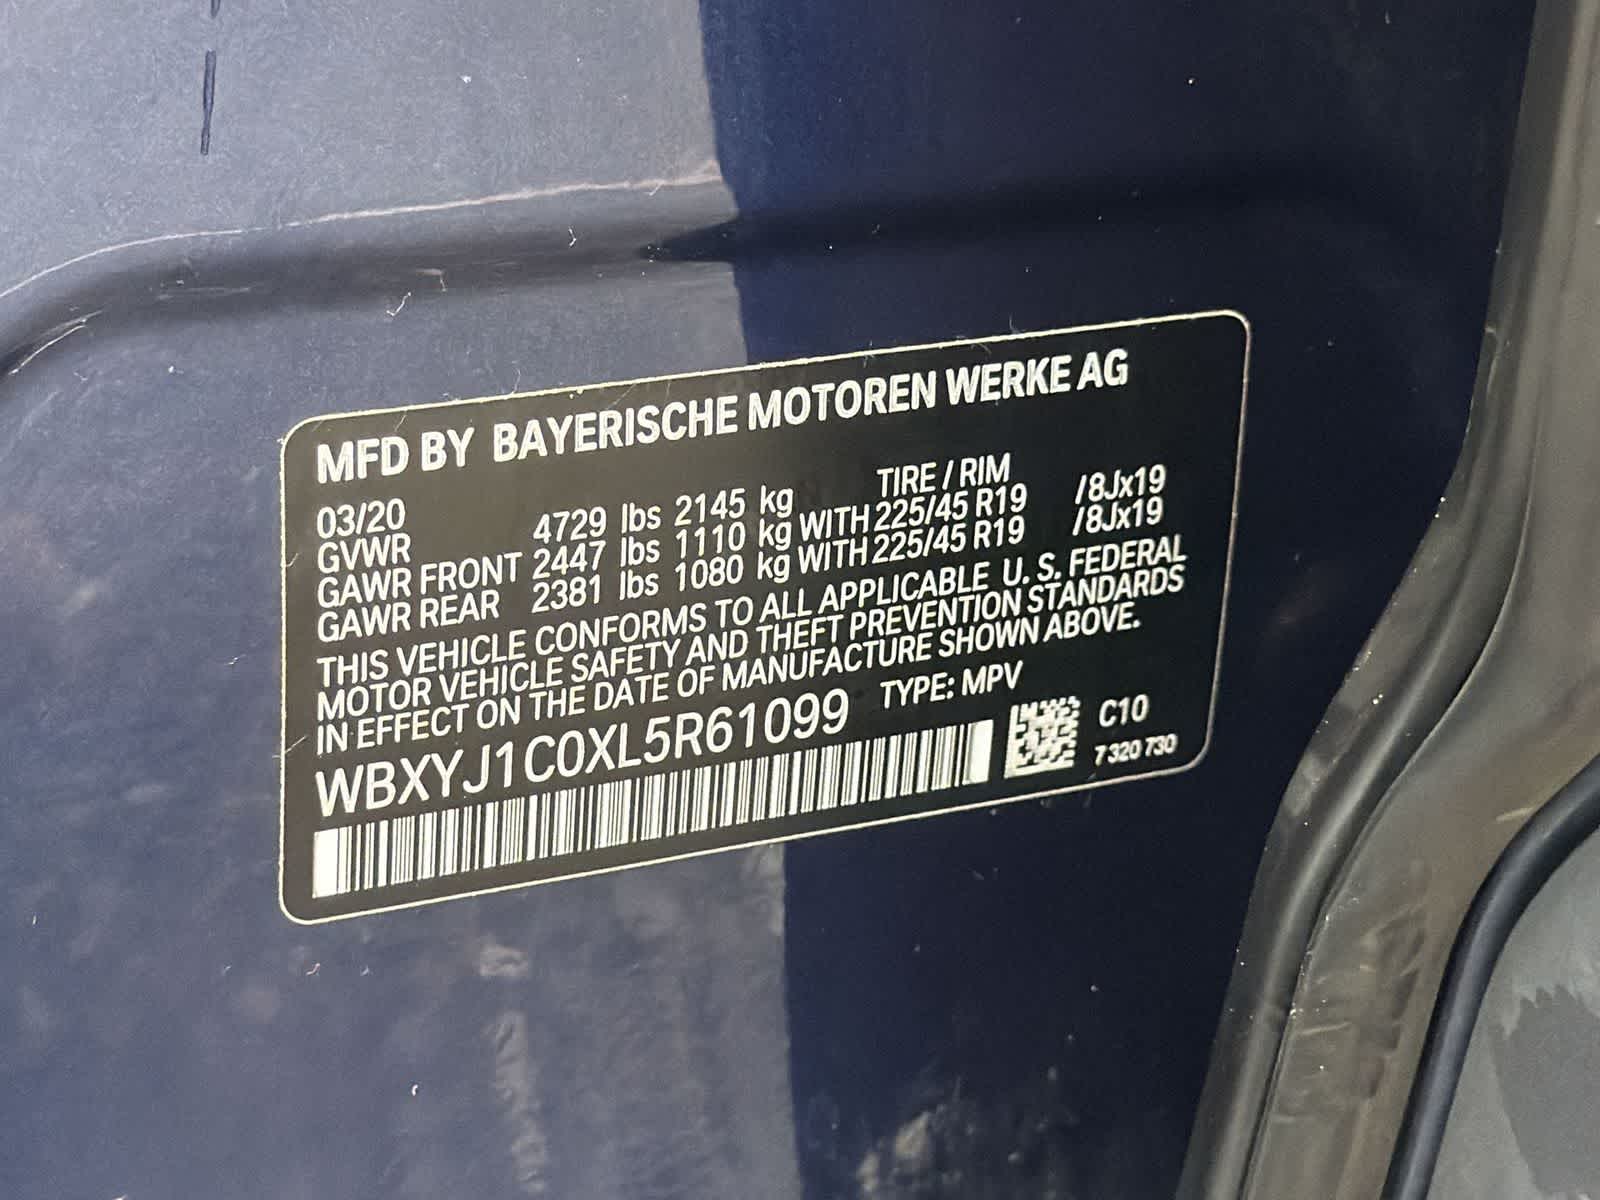 MFD BY BAYERISCHE MOTOREN WERKE AG
03/20 TIRE / RIM
GVWR 4729 lbs 2145 kg
GAWR FRONT 2447 lbs 1110 kg WITH 225/45 R19 /8Jx19
GAWR REAR 2381 lbs 1080 kg WITH 225/45 R19 /8Jx19
THIS VEHICLE CONFORMS TO ALL APPLICABLE U. S. FEDERAL
MOTOR VEHICLE SAFETY AND THEFT PREVENTION STANDARDS
IN EFFECT ON THE DATE OF MANUFACTURE SHOWN ABOVE.
WBXYJ1C0XL5R61099 TYPE: MPV
C10
7 320 730